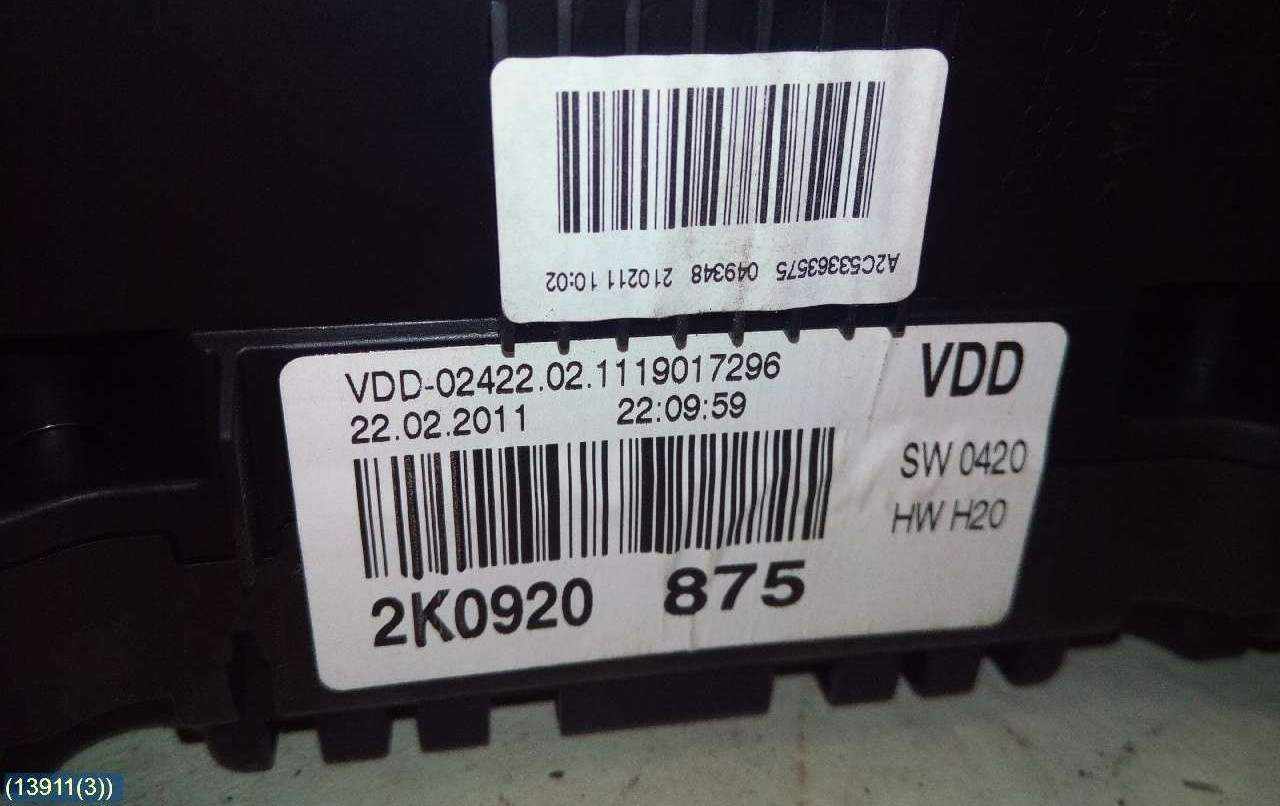 A2C53363575 049348 210211 10:02
VDD-02422.02.1119017296
22.02.2011 22:09:59
VDD
SW 0420
HW H20
2K0920 875
(13911(3))